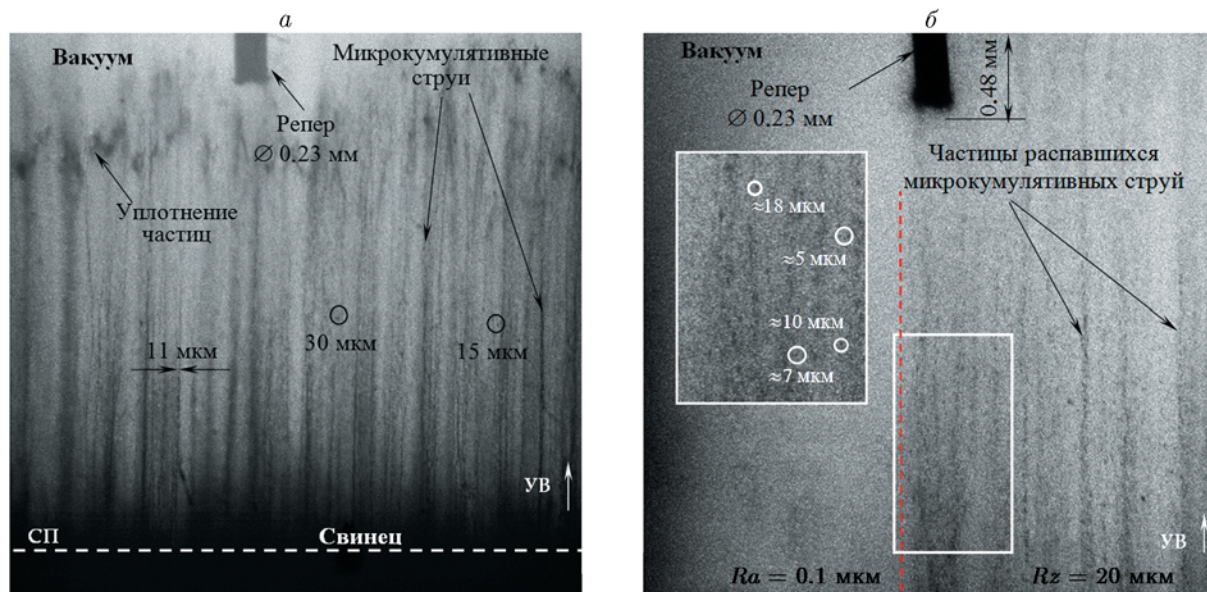 а
Вакуум
Микрокумулятивные
струи
Репер
∅ 0.23 мм
Уплотнение
частиц
11 мкм
30 мкм
15 мкм
УВ
СП
Свинец
б
Вакуум
Репер
∅ 0.23 мм
0.48 мм
Частицы распавшихся
микрокумулятивных струй
≈18 мкм
≈5 мкм
≈10 мкм
≈7 мкм
УВ
Ra = 0.1 мкм
Rz = 20 мкм